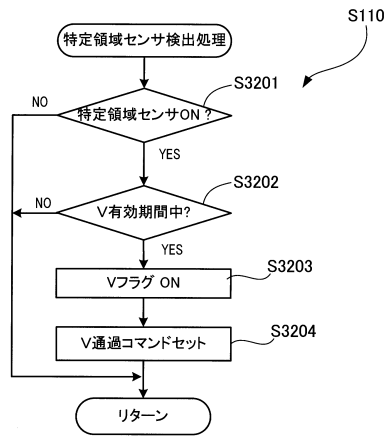 S110
特定領域センサ検出処理
S3201
特定領域センサON?
NO
YES
S3202
V有効期間中?
NO
YES
S3203
Vフラグ ON
S3204
V通過コマンドセット
リターン